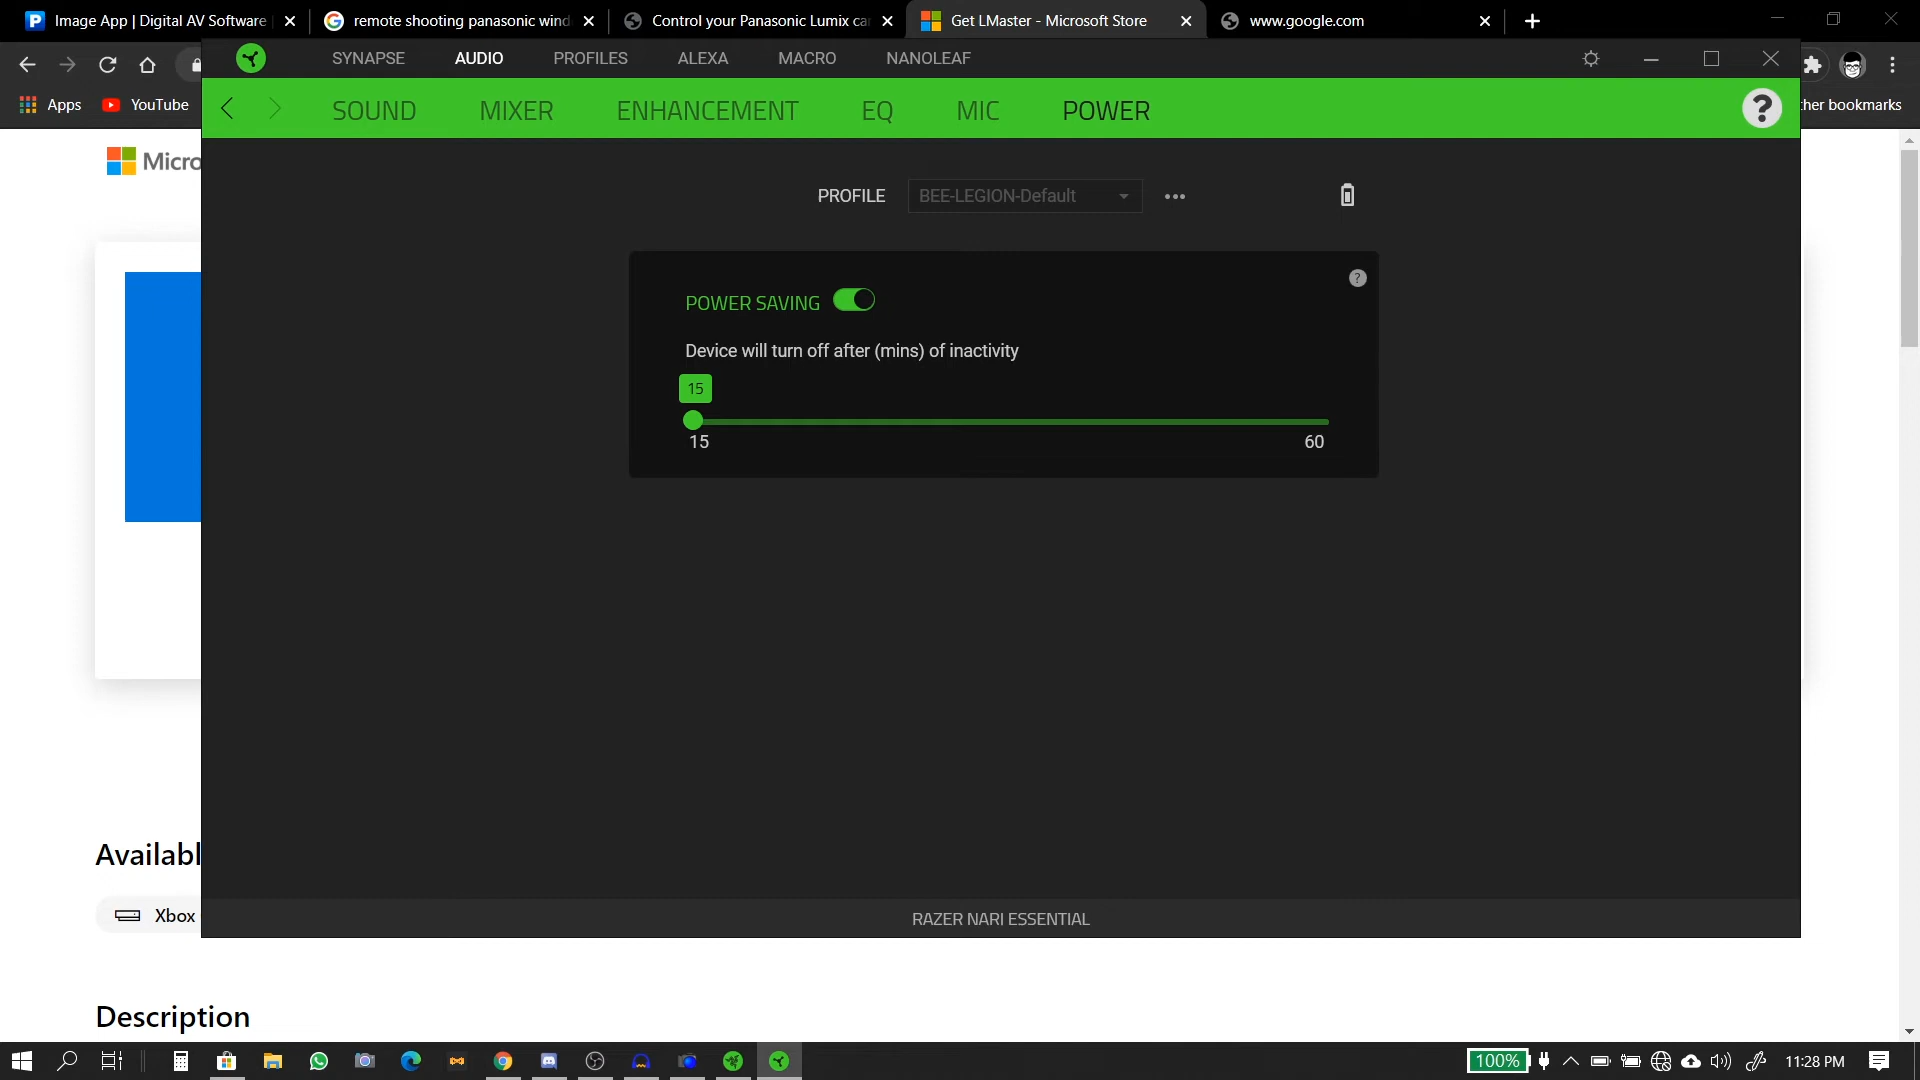 Image App | Digital AV Software
remote shooting panasonic wind
Control your Panasonic Lumix ca
Get LMaster - Microsoft Store
www.google.com
SYNAPSE AUDIO PROFILES ALEXA MACRO NANOLEAF
Apps YouTube
her bookmarks
SOUND MIXER ENHANCEMENT EQ MIC POWER ?
Micro
PROFILE BEE-LEGION-Default
?
POWER SAVING
Device will turn off after (mins) of inactivity
15
15 60
Availabl
Xbox
RAZER NARI ESSENTIAL
Description
100% 11:28 PM